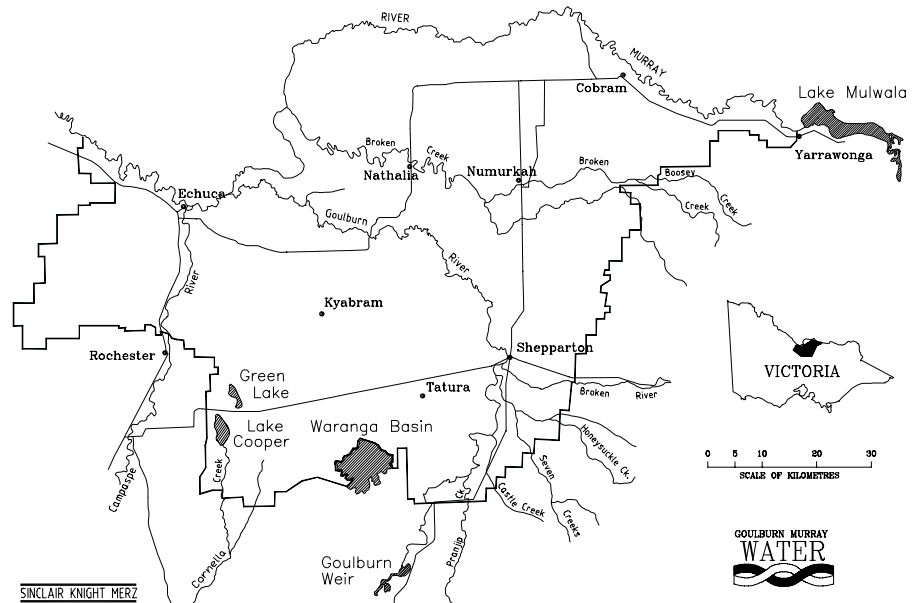 RIVER
MURRAY
Cobram
Lake Mulwala
Yarrawonga
Broken
Creek
Nathalia
Numurkah
Broken
Boosey
Creek
Creek
Echuca
Goulburn
River
River
Kyabram
Rochester
Shepparton
VICTORIA
Green
Lake
Tatura
Broken
River
Lake
Cooper
Waranga Basin
Honeysuckle Ck.
0 5 10 20 30
SCALE OF KILOMETRES
Campaspe
Creek
Seven
Creeks
Castle Creek
Ck.
Pranjip
Cornella
Goulburn
Weir
GOULBURN MURRAY
WATER
SINCLAIR KNIGHT MERZ